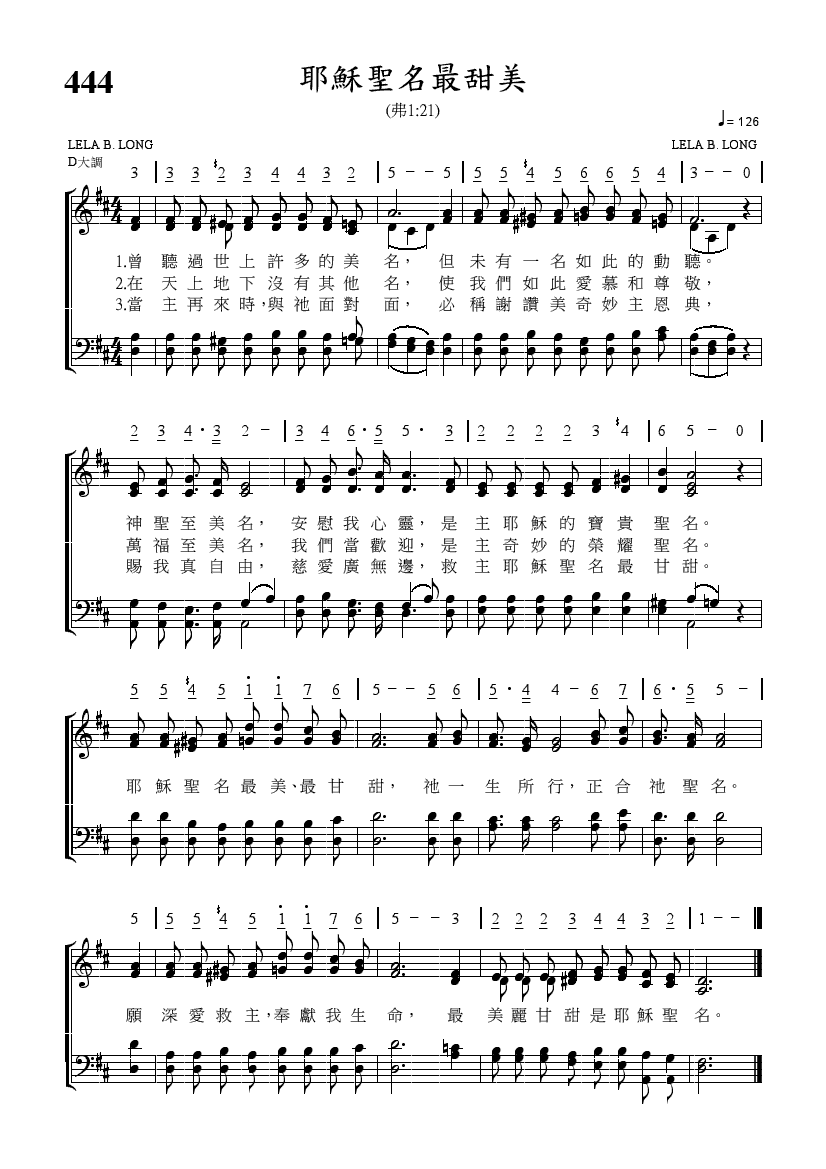 444
耶穌聖名最甜美
(弗1:21)
♩= 126
LELA B. LONG
LELA B. LONG
D大調
3 | 3 3 2 3 4 4 3 2 | 5 - - 5 | 5 5 4 5 6 6 5 4 | 3 - - 0 |
1.曾 聽 過 世 上 許 多 的 美 名， 但 未 有 一 名 如 此 的 動 聽。
2.在 天 上 地 下 沒 有 其 他 名， 使 我 們 如 此 愛 慕 和 尊 敬，
3.當 主 再 來 時，與 祂 面 對 面， 必 稱 謝 讚 美 奇 妙 主 恩 典，
2 3 4 · 3 2 - | 3 4 6 · 5 5 · 3 | 2 2 2 2 3 4 | 6 5 - 0 |
神 聖 至 美 名， 安 慰 我 心 靈，是 主 耶 穌 的 寶 貴 聖 名。
萬 福 至 美 名， 我 們 當 歡 迎，是 主 奇 妙 的 榮 耀 聖 名。
賜 我 真 自 由， 慈 愛 廣 無 邊，救 主 耶 穌 聖 名 最 甘 甜。
5 5 4 5 1 1 7 6 | 5 - - 5 6 | 5 · 4 4 - 6 7 | 6 · 5 5 - |
耶 穌 聖 名 最 美、最 甘 甜， 祂 一 生 所 行，正 合 祂 聖 名。
5 | 5 5 4 5 1 1 7 6 | 5 - - 3 | 2 2 2 3 4 4 3 2 | 1 - - |
願 深 愛 救 主，奉 獻 我 生 命， 最 美 麗 甘 甜 是 耶 穌 聖 名。